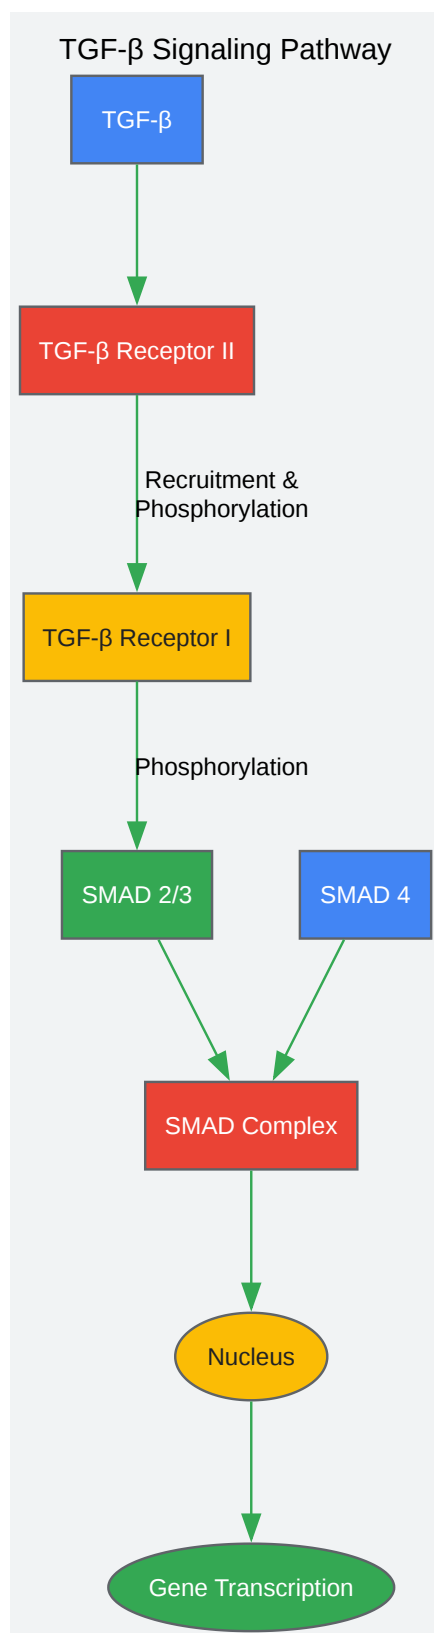 TGF-β Signaling Pathway
TGF-β
TGF-β Receptor II
Recruitment &
Phosphorylation
TGF-β Receptor I
Phosphorylation
SMAD 2/3
SMAD 4
SMAD Complex
Nucleus
Gene Transcription